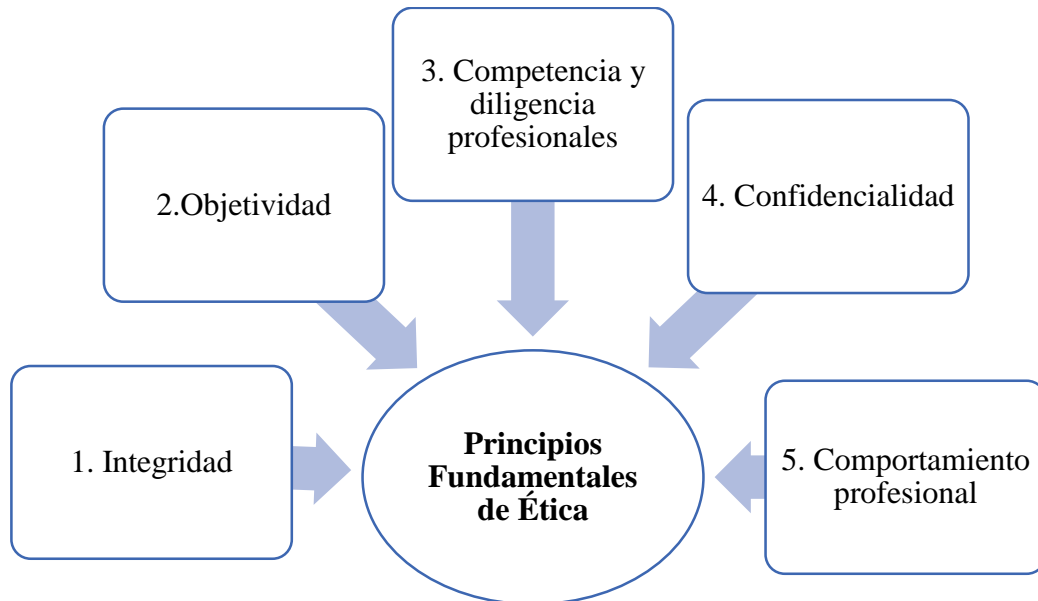 1. Integridad
2.Objetividad
3. Competencia y
diligencia
profesionales
4. Confidencialidad
5. Comportamiento
profesional
Principios
Fundamentales
de Ética